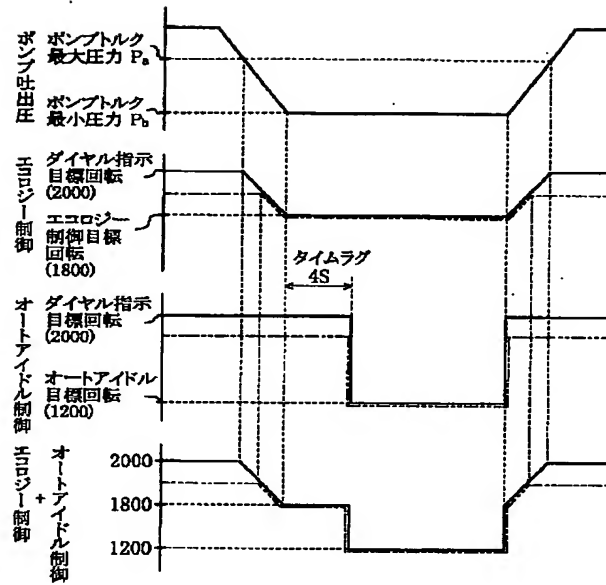 ポンプ吐出圧
ポンプトルク
最大圧力 Pa
ポンプトルク
最小圧力 Pb
エコロジー制御
ダイヤル指示
目標回転
(2000)
エコロジー
制御目標
回転
(1800)
タイムラグ
4S
オートアイドル制御
ダイヤル指示
目標回転
(2000)
オートアイドル
目標回転
(1200)
エコロジー制御
+
オートアイドル制御
2000
1800
1200